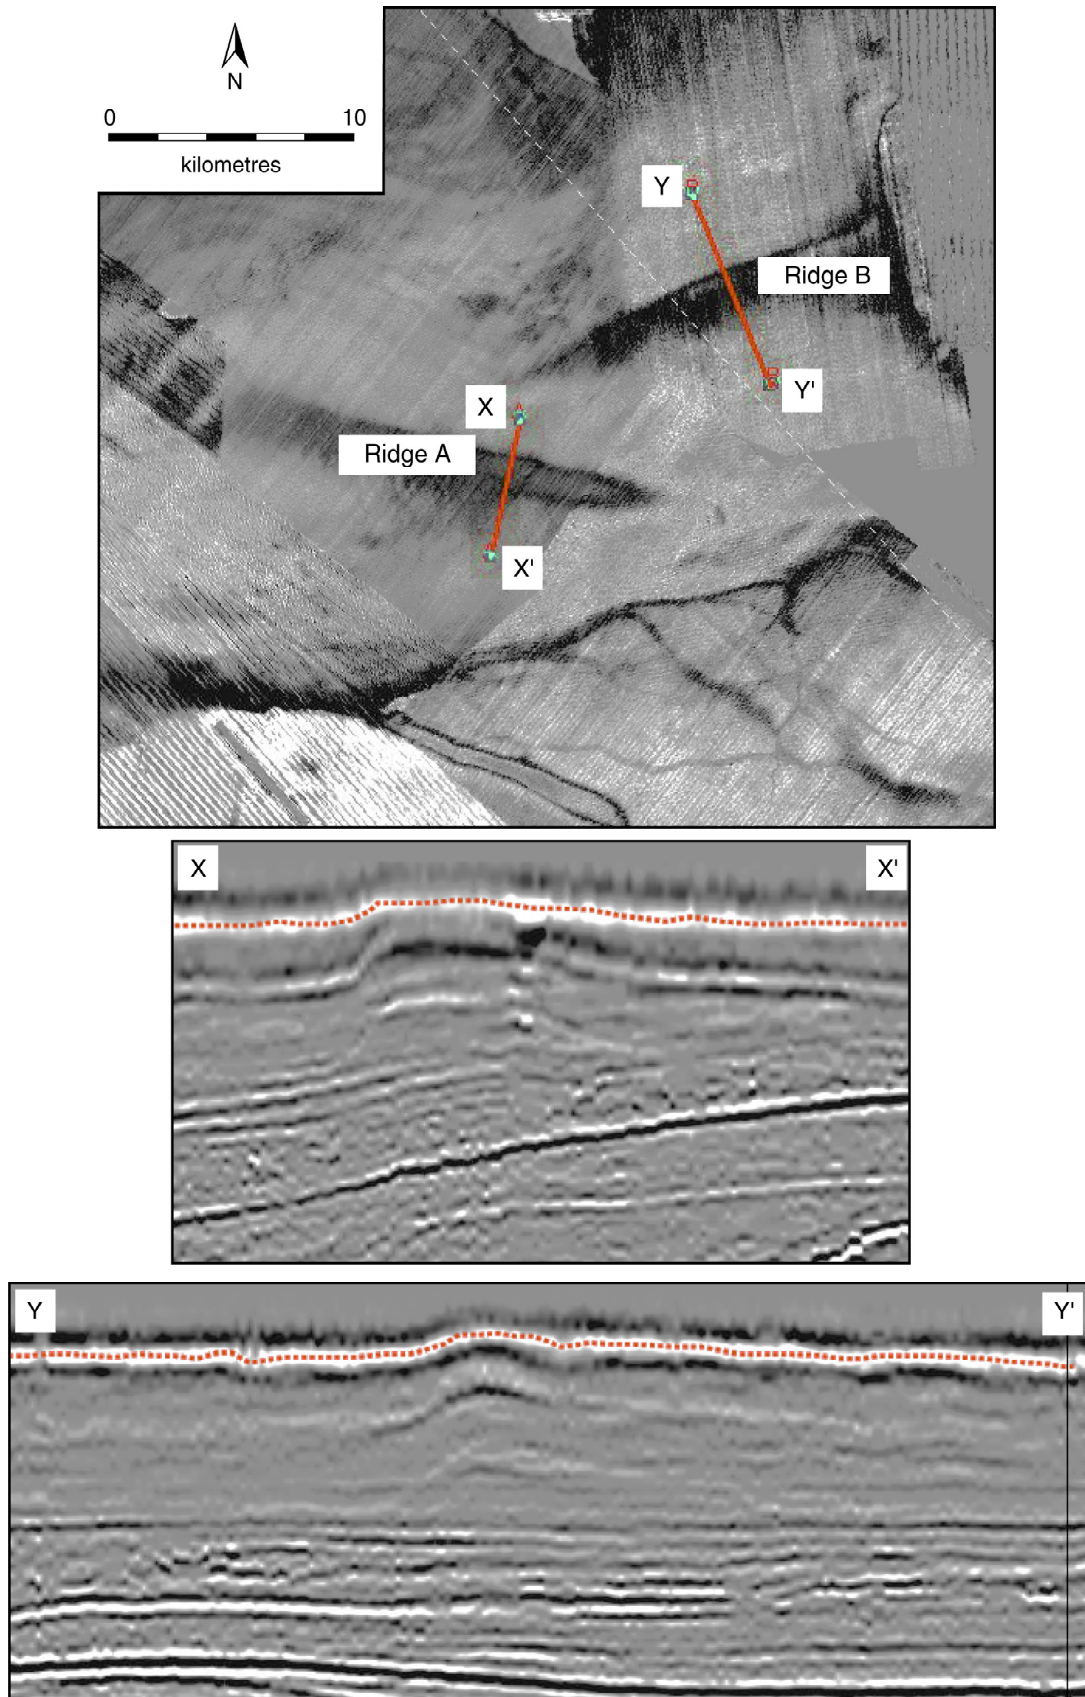 N
0 10
kilometres
Y
Ridge B
Y'
X
Ridge A
X'
X X'
Y Y'